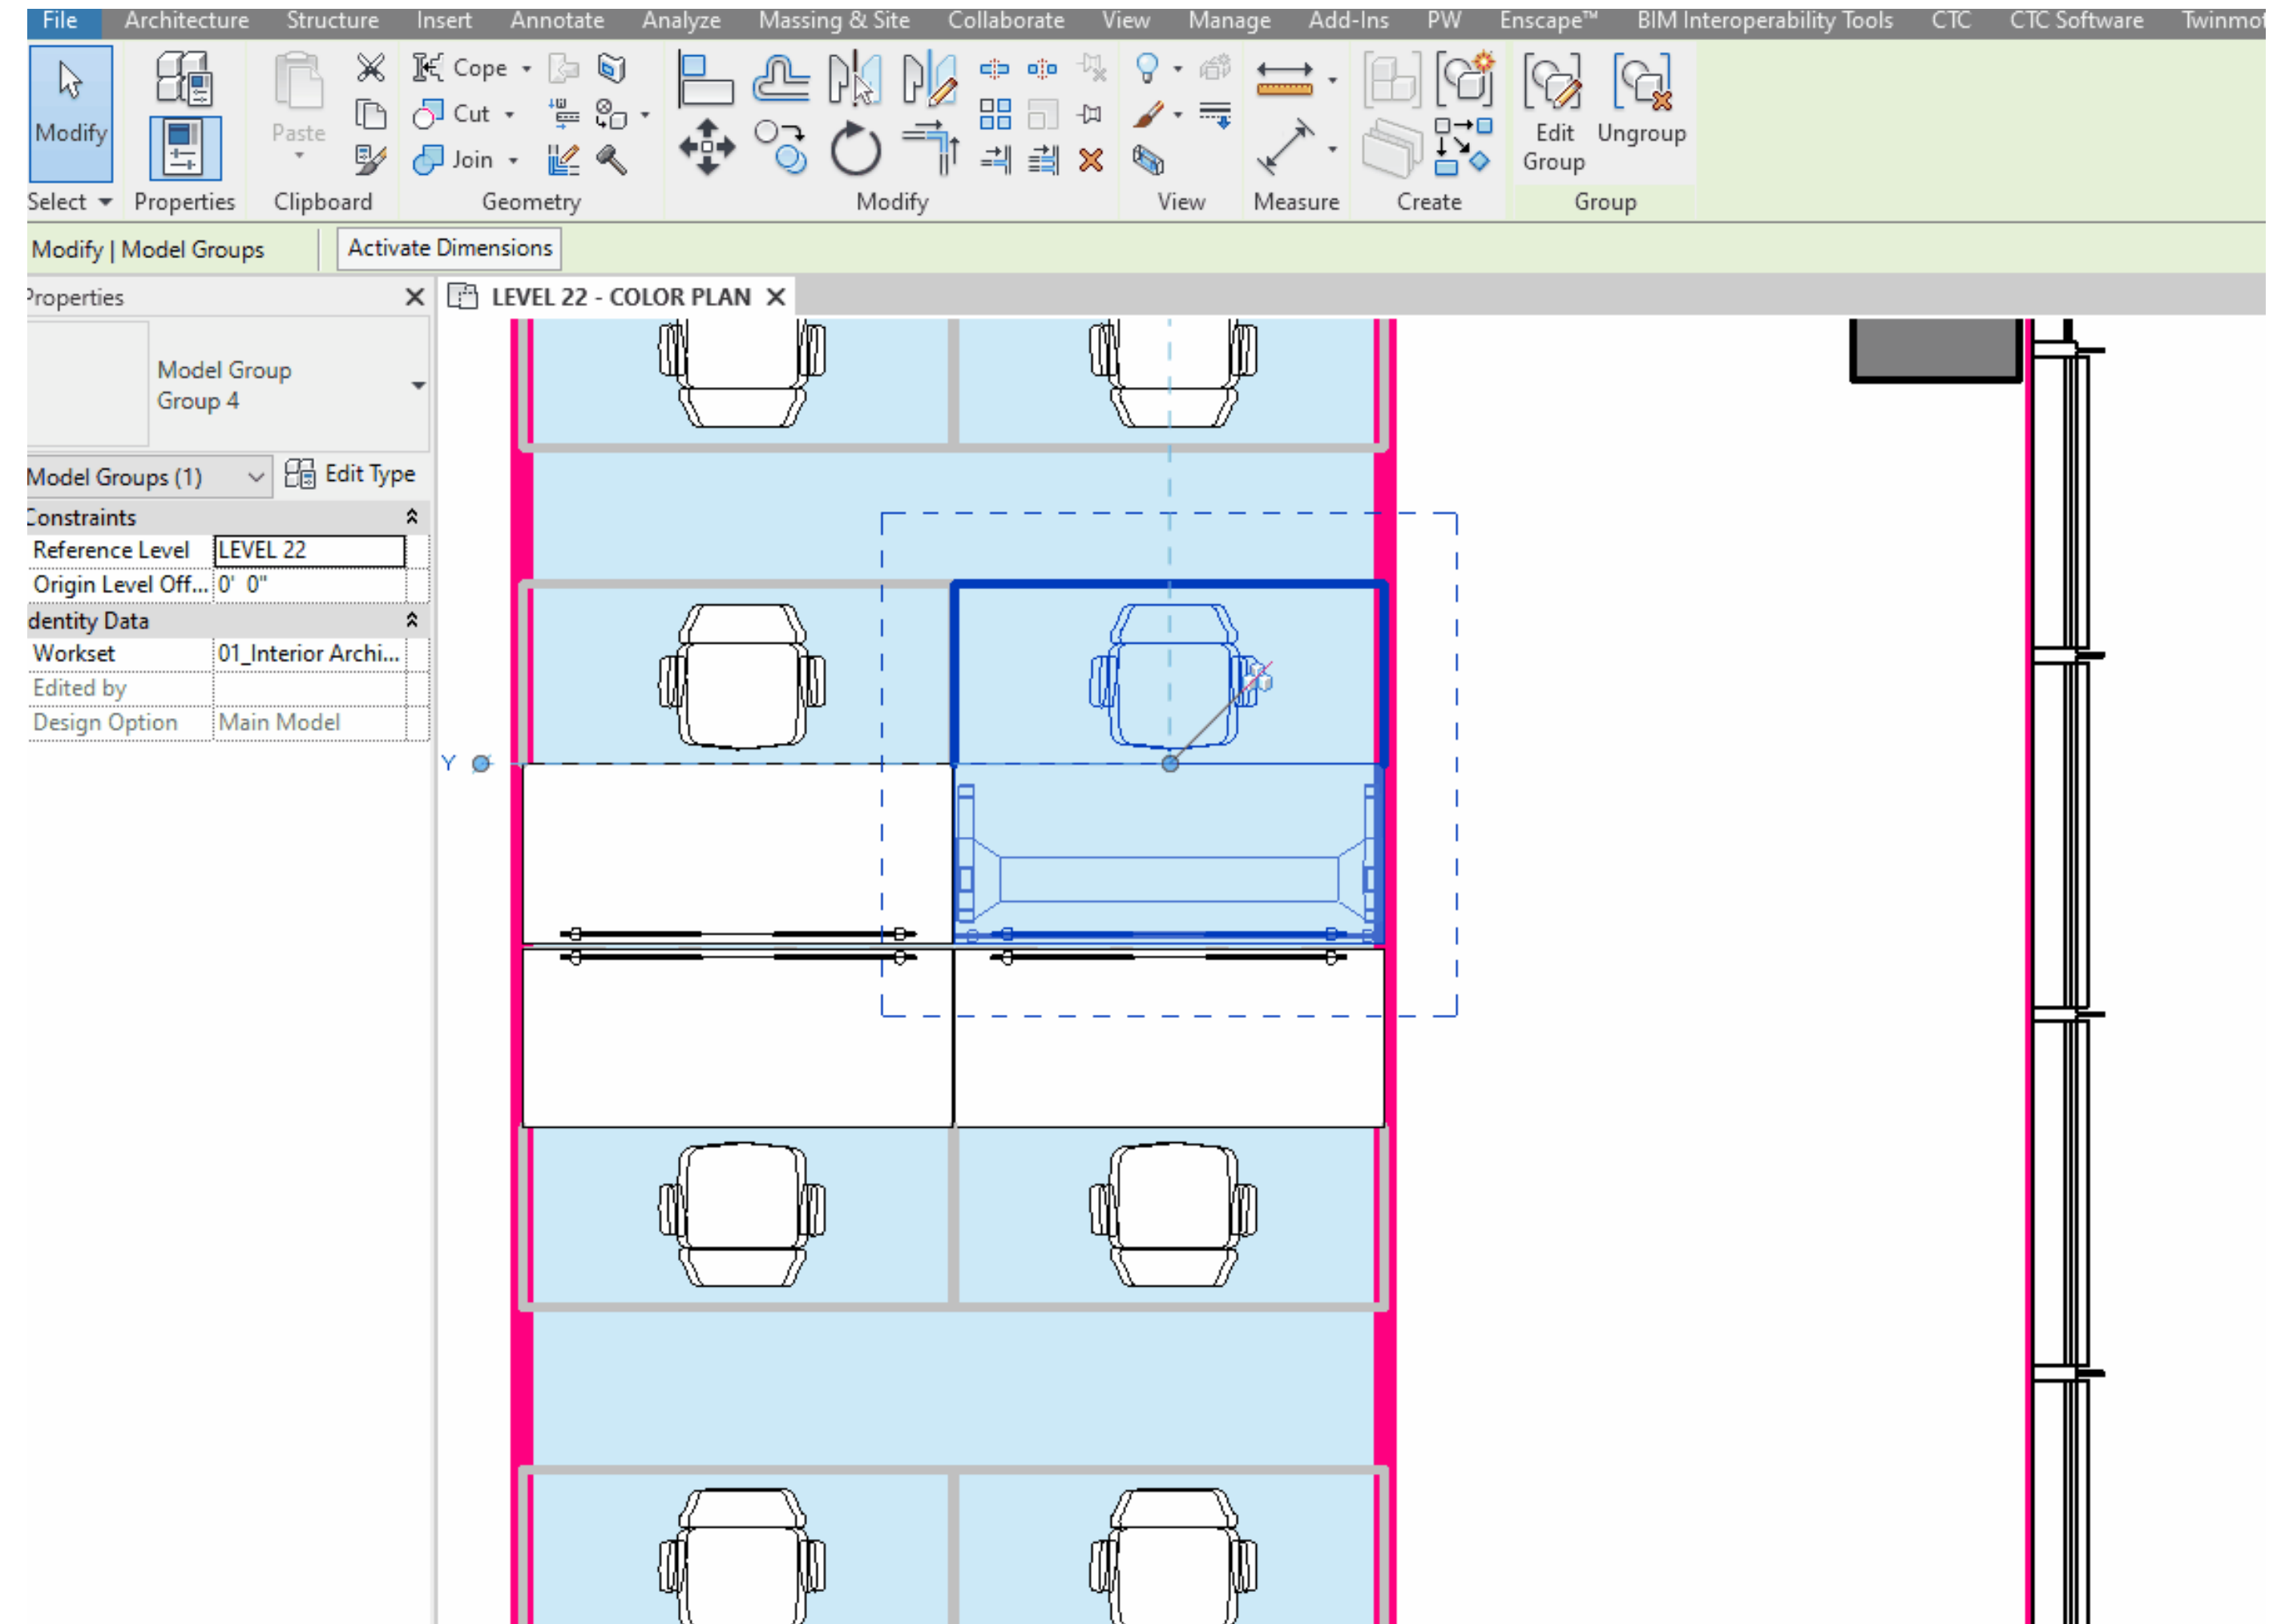 File Architecture Structure Insert Annotate Analyze Massing & Site Collaborate View Manage Add-Ins PW Enscape™ BIM Interoperability Tools CTC CTC Software Twinmot
Modify
Paste
Cope
Cut
Join
Edit Group
Ungroup
Select Properties Clipboard Geometry Modify View Measure Create Group
Modify | Model Groups Activate Dimensions
Properties
LEVEL 22 - COLOR PLAN
Model Group
Group 4
Model Groups (1) Edit Type
Constraints
Reference Level LEVEL 22
Origin Level Off... 0' 0"
dentity Data
Workset 01_Interior Archi...
Edited by
Design Option Main Model
Y